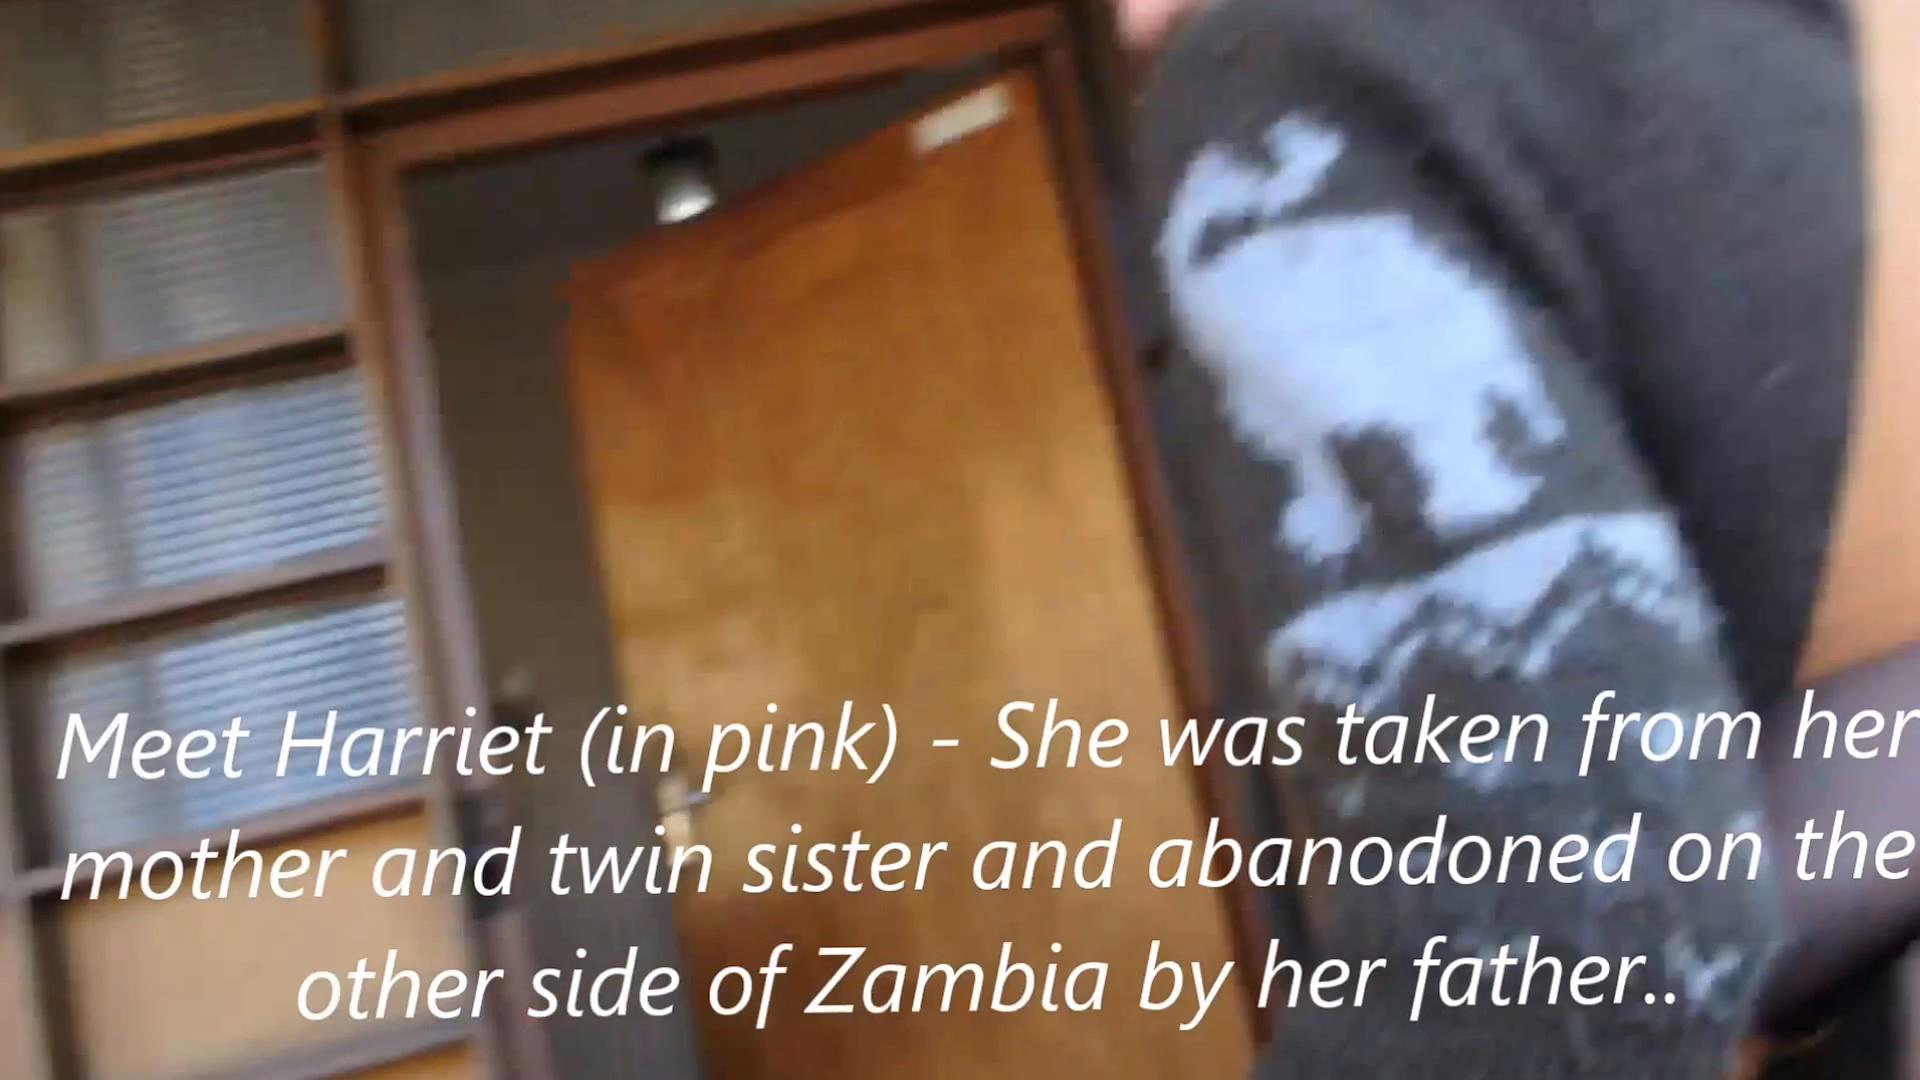 Meet Harriet (in pink) - She was taken from her
mother and twin sister and abanodoned on the
other side of Zambia by her father..